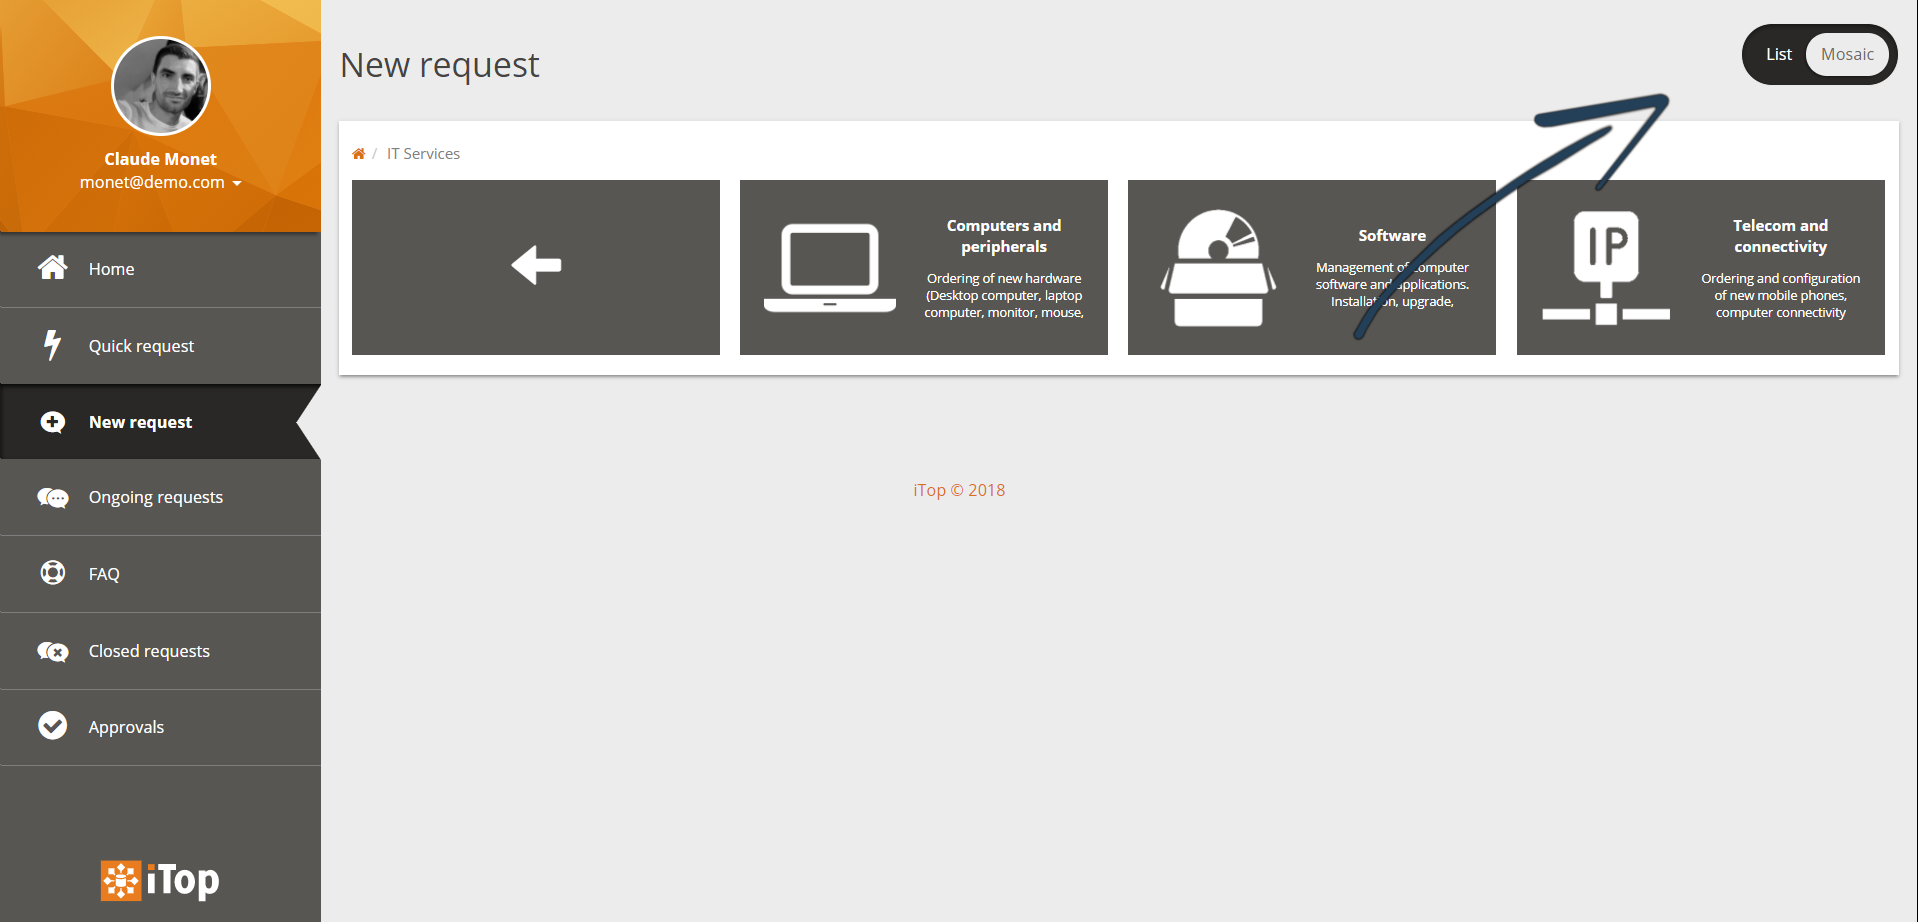 Claude Monet
monet@demo.com
Home
Quick request
New request
Ongoing requests
FAQ
Closed requests
Approvals
iTop
New request
List Mosaic
/ IT Services
Computers and
peripherals
Ordering of new hardware
(Desktop computer, laptop
computer, monitor, mouse,
Software
Management of computer
software and applications.
Installation, upgrade,
IP
Telecom and
connectivity
Ordering and configuration
of new mobile phones,
computer connectivity
iTop © 2018